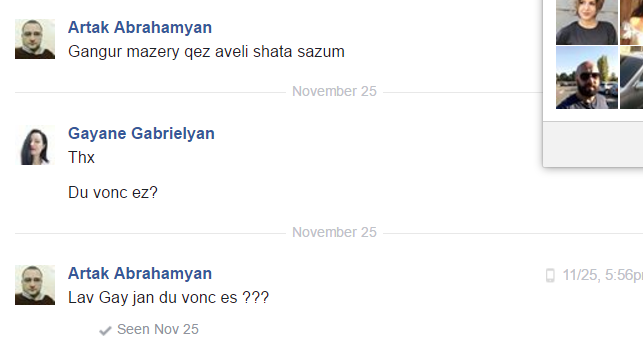 Artak Abrahamyan
Gangur mazery qez aveli shata sazum
November 25
Gayane Gabrielyan
Thx
Du vonc ez?
November 25
Artak Abrahamyan
11/25, 5:56p
Lav Gay jan du vonc es ???
Seen Nov 25